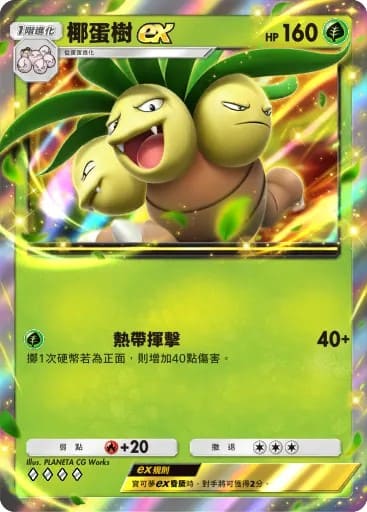 1階進化 椰蛋樹 ex HP 160
從蛋蛋進化
熱帶揮擊 40+
擲1次硬幣若為正面,則增加40點傷害。
弱點 +20 撤退
Illus. PLANETA CG Works
ex規則
寶可夢ex昏厥時,對手將可獲得2分。